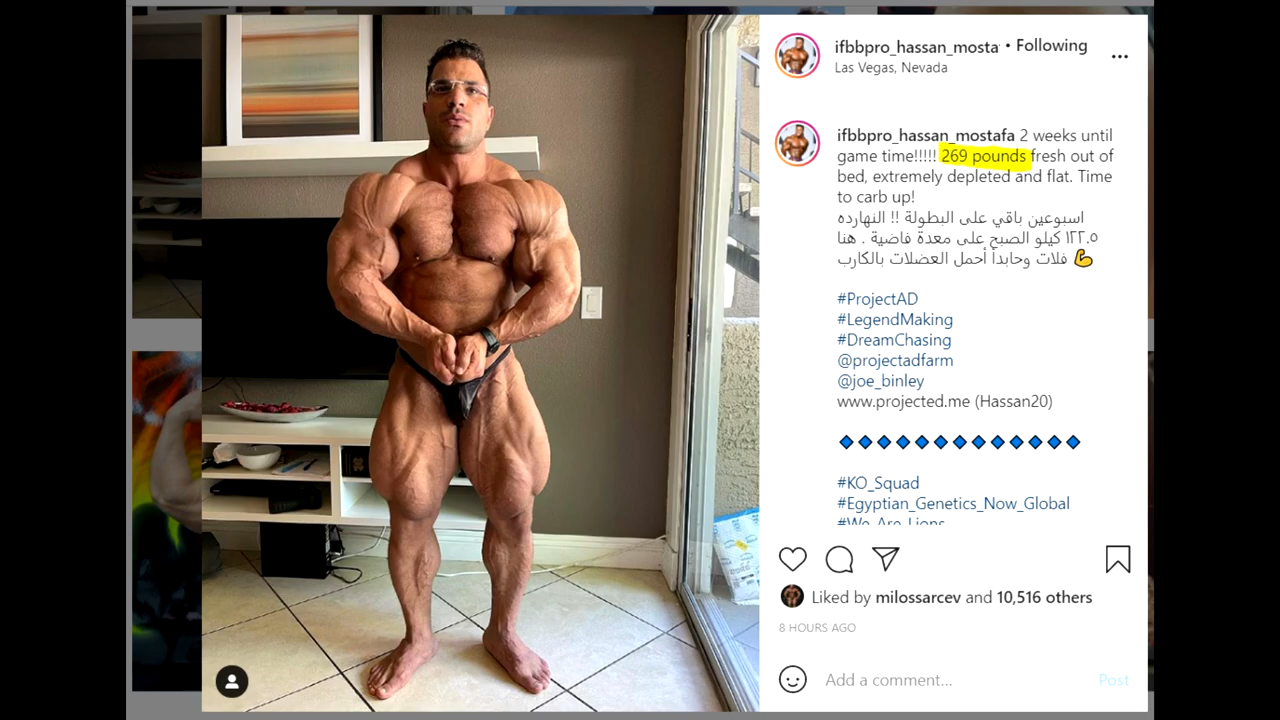 ifbbpro_hassan_mosta • Following
Las Vegas, Nevada
ifbbpro_hassan_mostafa 2 weeks until
game time!!!!! 269 pounds fresh out of
bed, extremely depleted and flat. Time
to carb up!
اسبوعين باقي على البطولة !! النهارده
١٢٢.٥ كيلو الصبح على معدة فاضية . هنا
فلات وحابدأ أحمل العضلات بالكارب 💪
#ProjectAD
#LegendMaking
#DreamChasing
@projectadfarm
@joe_binley
www.projected.me (Hassan20)
#KO_Squad
#Egyptian_Genetics_Now_Global
#We_Are_Lions
Liked by milossarcev and 10,516 others
8 HOURS AGO
Add a comment...
Post